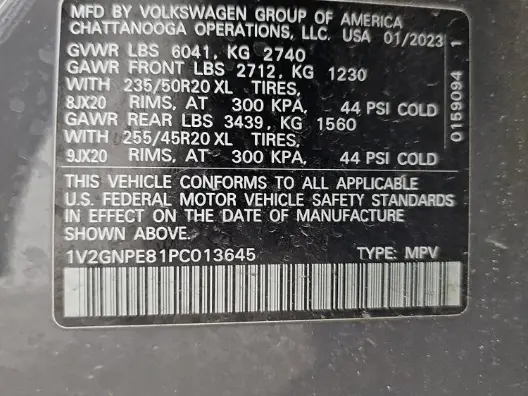 MFD BY VOLKSWAGEN GROUP OF AMERICA
CHATTANOOGA OPERATIONS, LLC. USA 01/2023
GVWR LBS 6041, KG 2740
GAWR FRONT LBS 2712, KG 1230
WITH 235/50R20 XL TIRES,
8JX20 RIMS, AT 300 KPA, 44 PSI COLD
GAWR REAR LBS 3439, KG 1560
WITH 255/45R20 XL TIRES,
9JX20 RIMS, AT 300 KPA, 44 PSI COLD
THIS VEHICLE CONFORMS TO ALL APPLICABLE
U.S. FEDERAL MOTOR VEHICLE SAFETY STANDARDS
IN EFFECT ON THE DATE OF MANUFACTURE
SHOWN ABOVE.
1V2GNPE81PC013645 TYPE: MPV
0159094 1